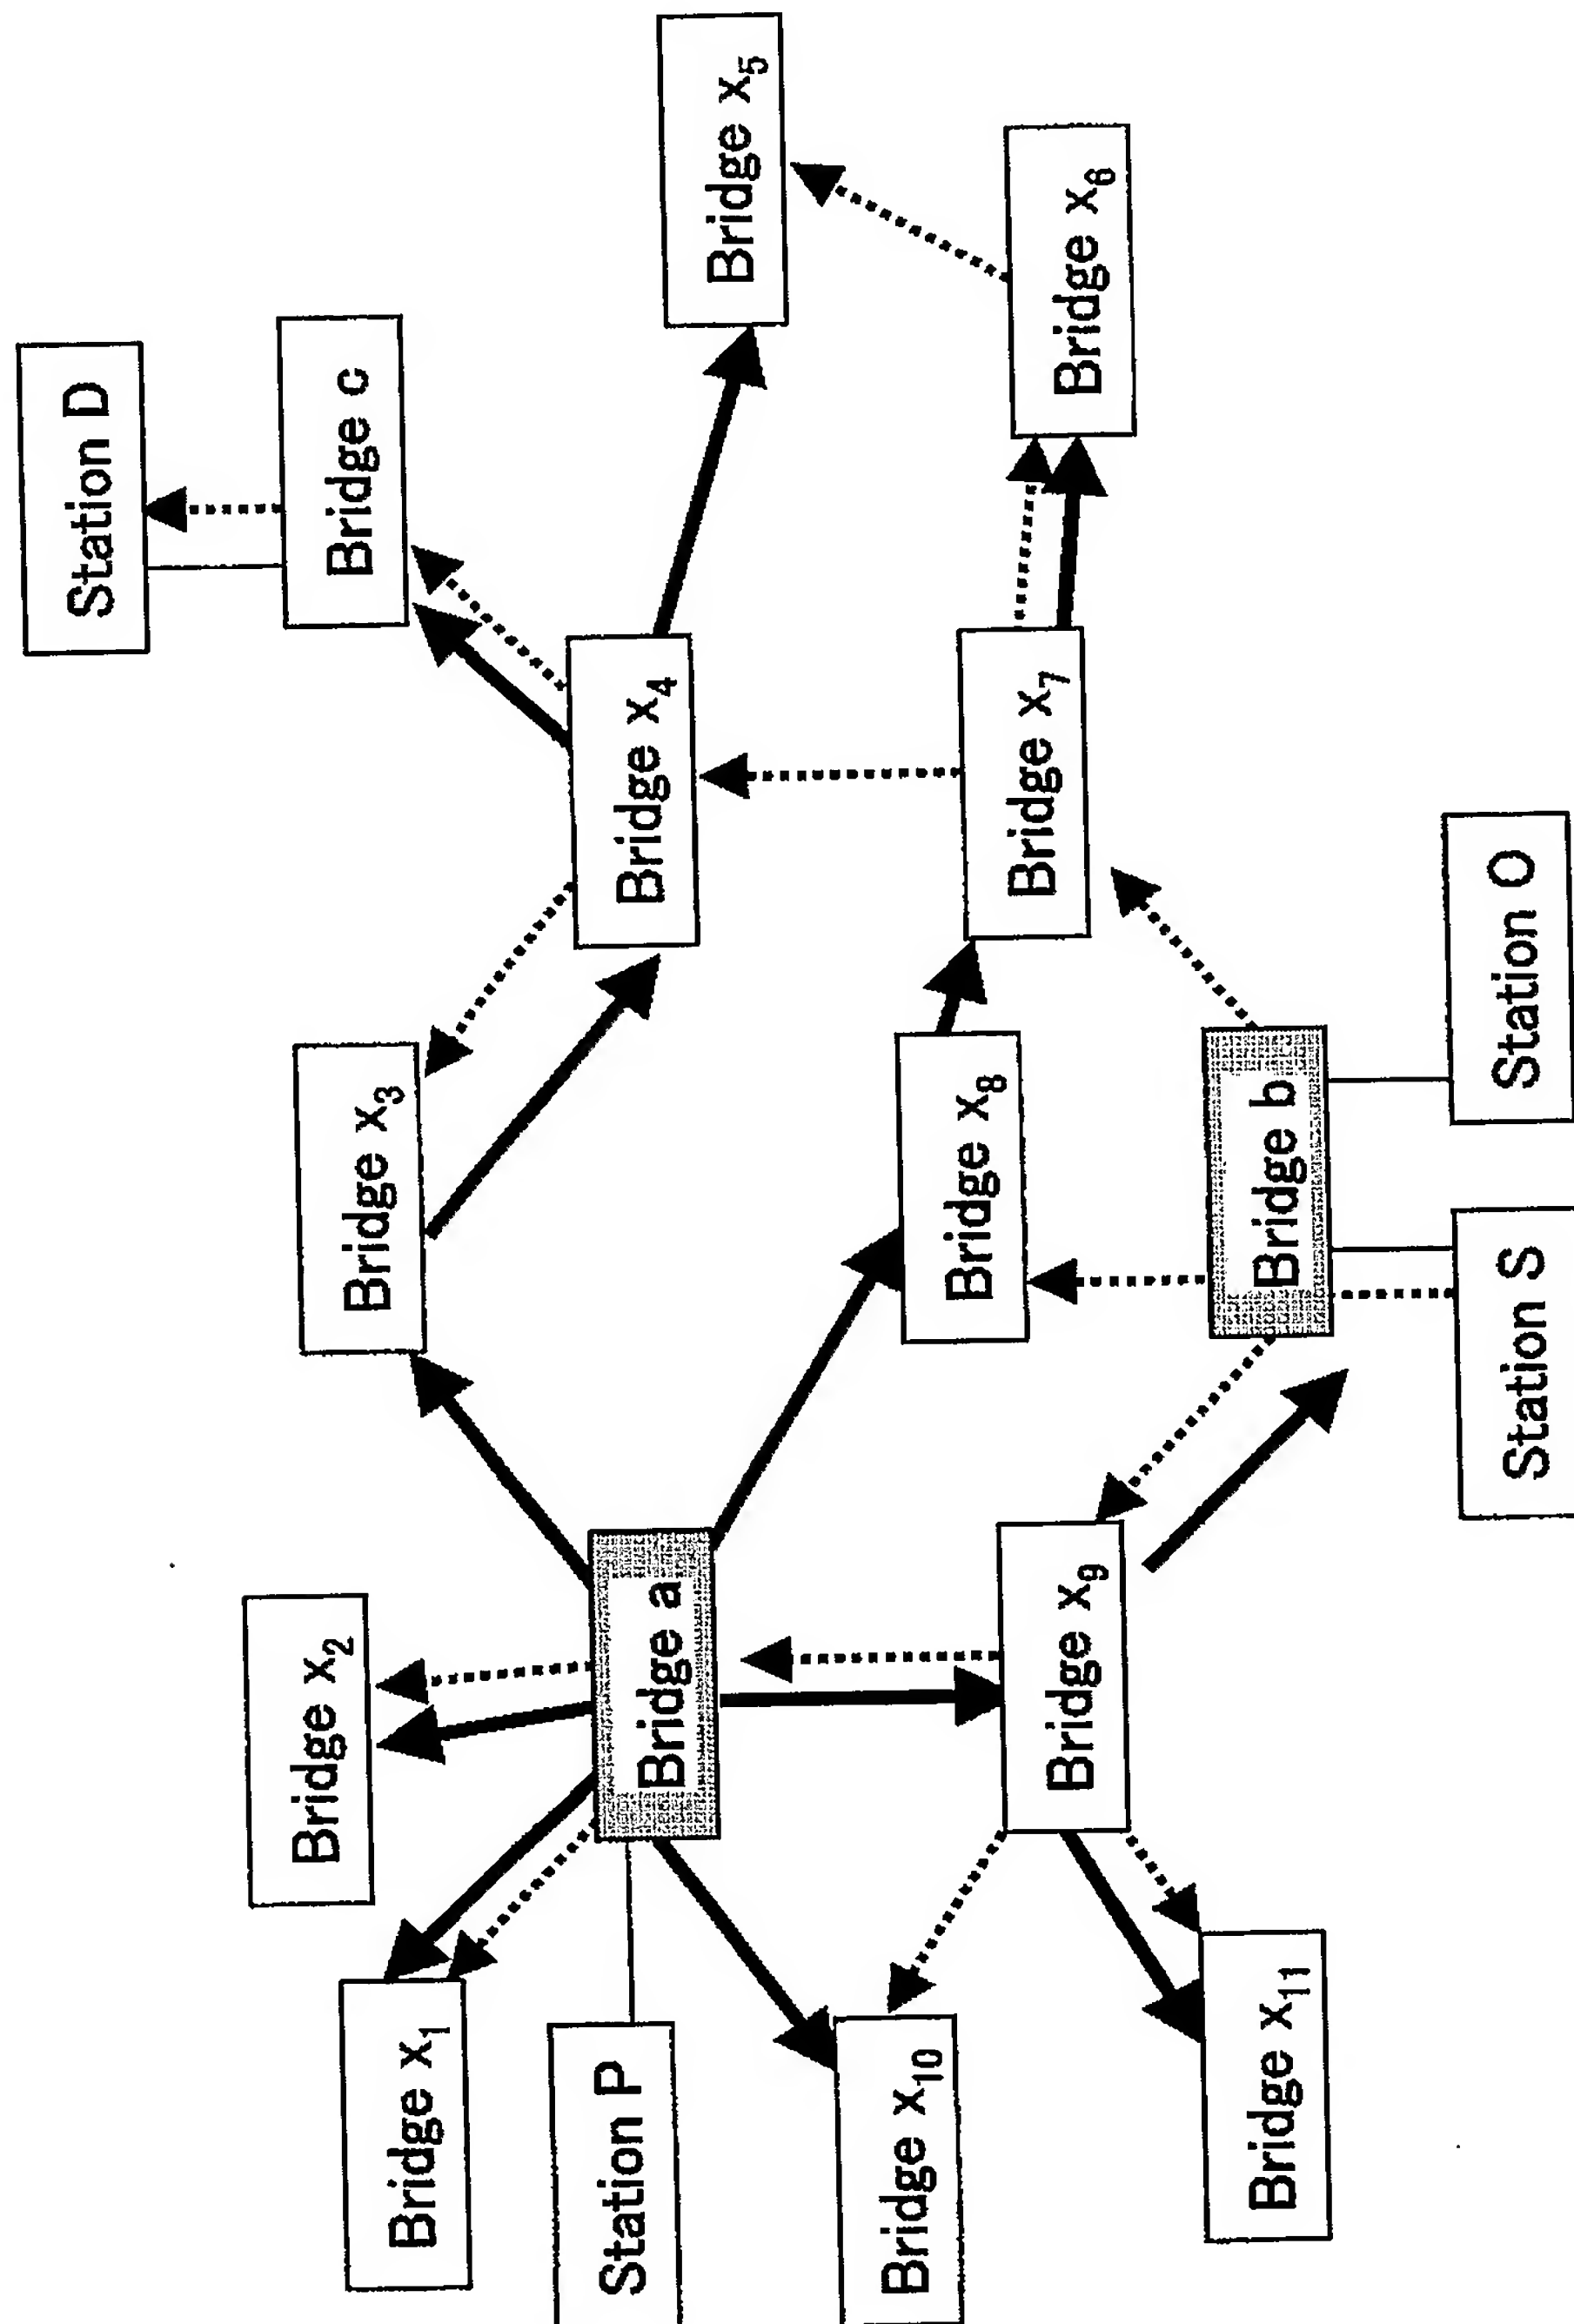 Station D
Bridge c
Bridge x5
Bridge x2
Bridge x3
Bridge x4
Bridge x1
Bridge a
Station P
Bridge x6
Bridge x7
Bridge x8
Bridge x9
Bridge x10
Bridge b
Bridge x11
Station S
Station O